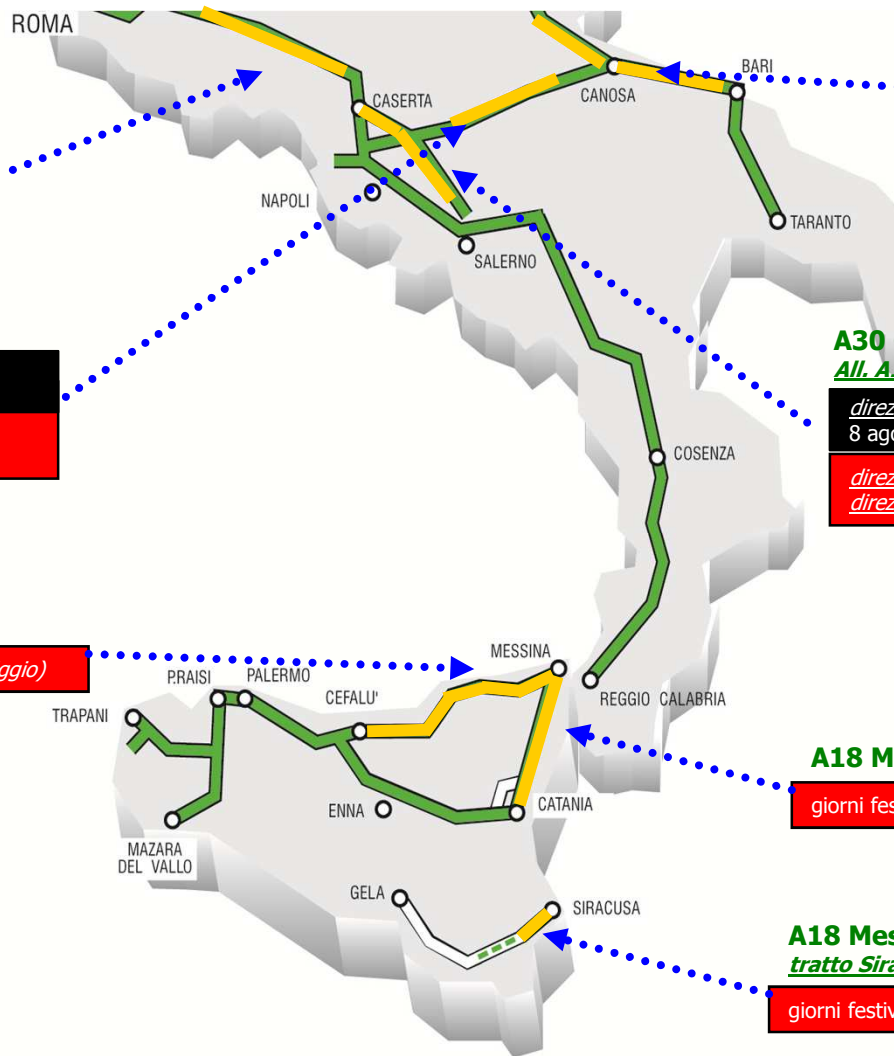 ROMA
BARI
CANOSA
CASERTA
NAPOLI
TARANTO
SALERNO
A30
All. A.
direz
8 ago
direz
direz
COSENZA
ggio)
MESSINA
PRAISI
PALERMO
CEFALU'
REGGIO CALABRIA
TRAPANI
A18 M
giorni fes
ENNA
CATANIA
MAZARA
DEL VALLO
GELA
SIRACUSA
A18 Mes
tratto Sira
giorni festiv